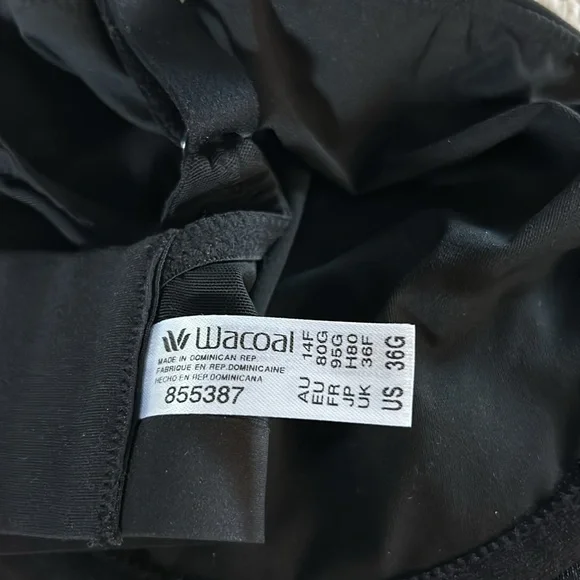 Wacoal
MADE IN DOMINICAN REP.
FABRIQUE EN REP.DOMINICAINE
HECHO EN REP.DOMINICANA
855387
AU 14F
EU 80G
FR 95G
JP H80
UK 36F
US 36G